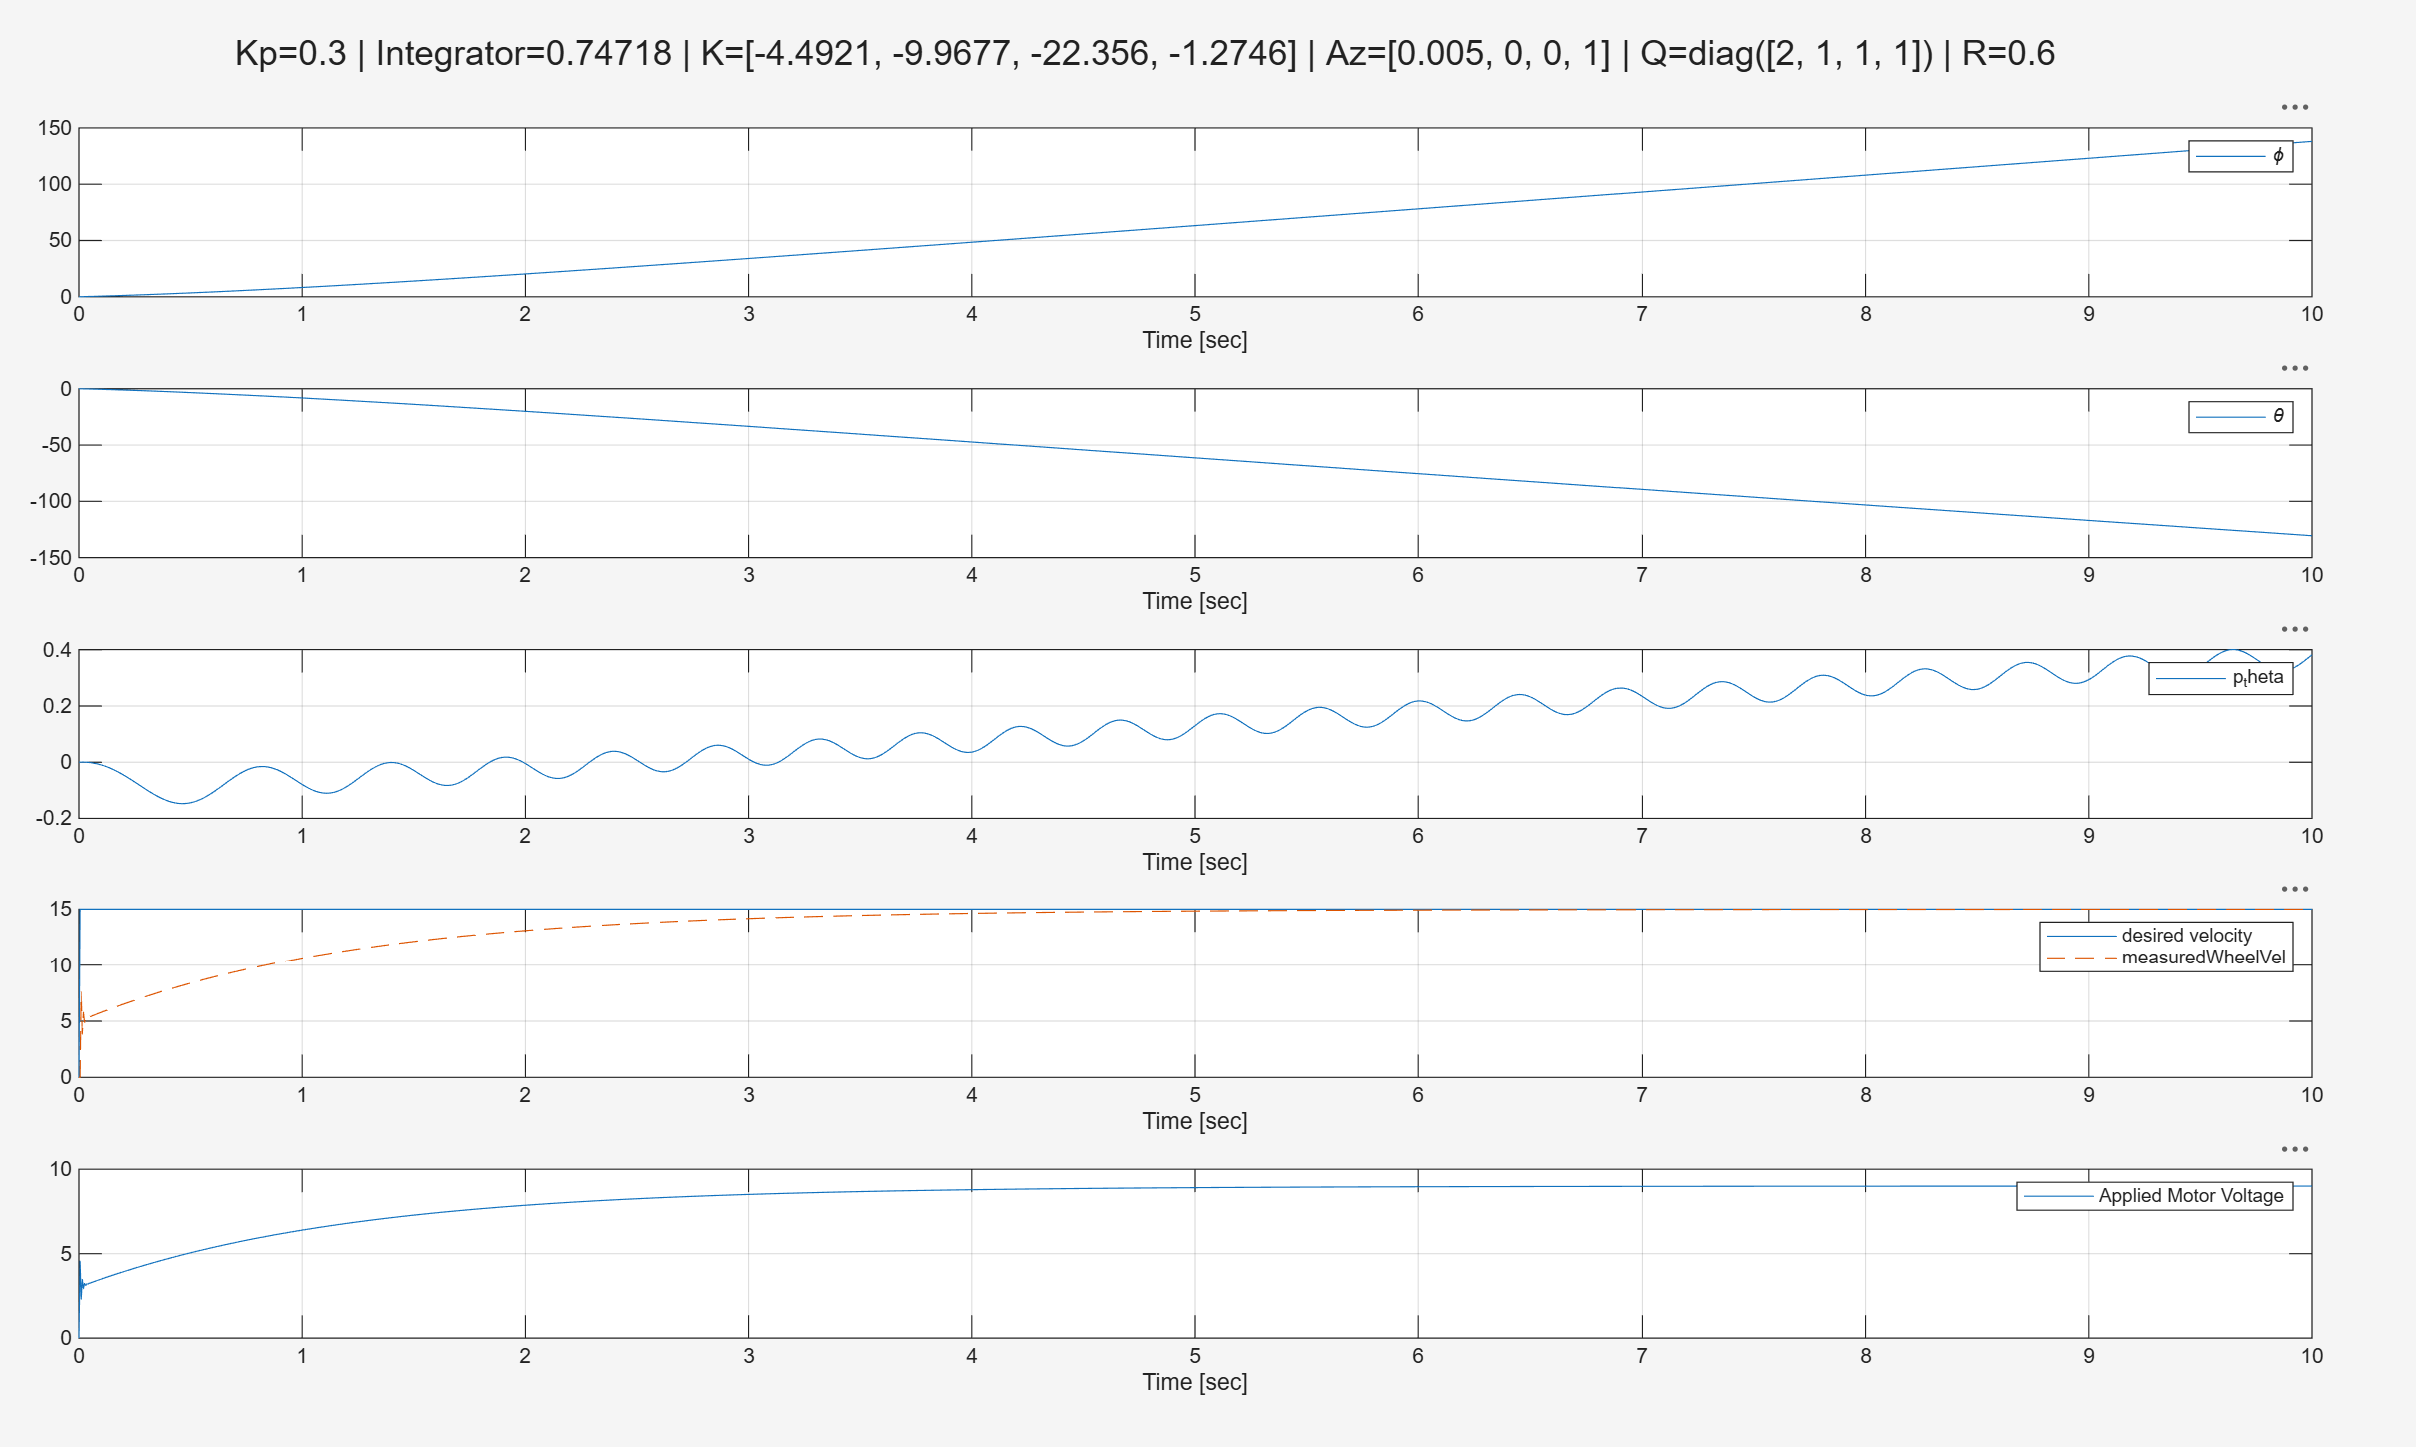 Kp=0.3 | Integrator=0.74718 | K=[-4.4921, -9.9677, -22.356, -1.2746] | Az=[0.005, 0, 0, 1] | Q=diag([2, 1, 1, 1]) | R=0.6
150
100
50
0
ϕ
0 1 2 3 4 5 6 7 8 9 10
Time [sec]
0
-50
-100
-150
θ
0 1 2 3 4 5 6 7 8 9 10
Time [sec]
0.4
0.2
0
-0.2
p_theta
0 1 2 3 4 5 6 7 8 9 10
Time [sec]
15
10
5
0
desired velocity
measuredWheelVel
0 1 2 3 4 5 6 7 8 9 10
Time [sec]
10
5
0
Applied Motor Voltage
0 1 2 3 4 5 6 7 8 9 10
Time [sec]